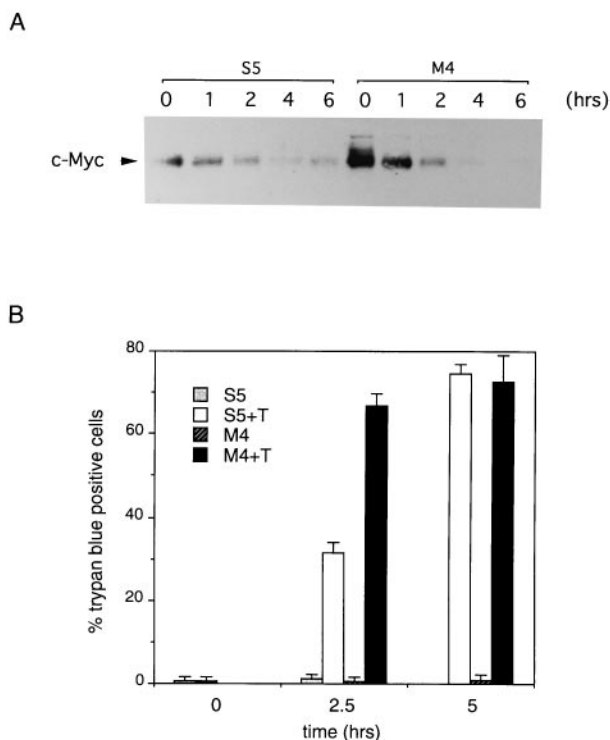 A
S5 M4
0 1 2 4 6 0 1 2 4 6 (hrs)
c-Myc
B
80
60
40
20
0
% trypan blue positive cells
S5
S5+T
M4
M4+T
0 2.5 5
time (hrs)